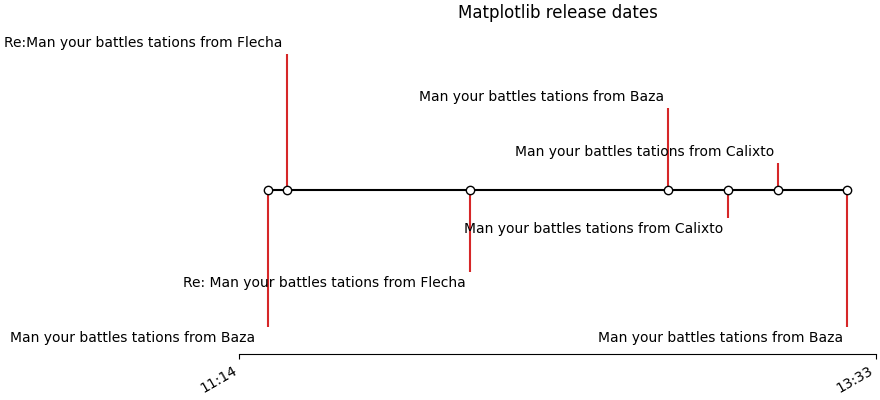 Matplotlib release dates
Re:Man your battles tations from Flecha
Man your battles tations from Baza
Man your battles tations from Calixto
Man your battles tations from Calixto
Re: Man your battles tations from Flecha
Man your battles tations from Baza
Man your battles tations from Baza
11:14
13:33